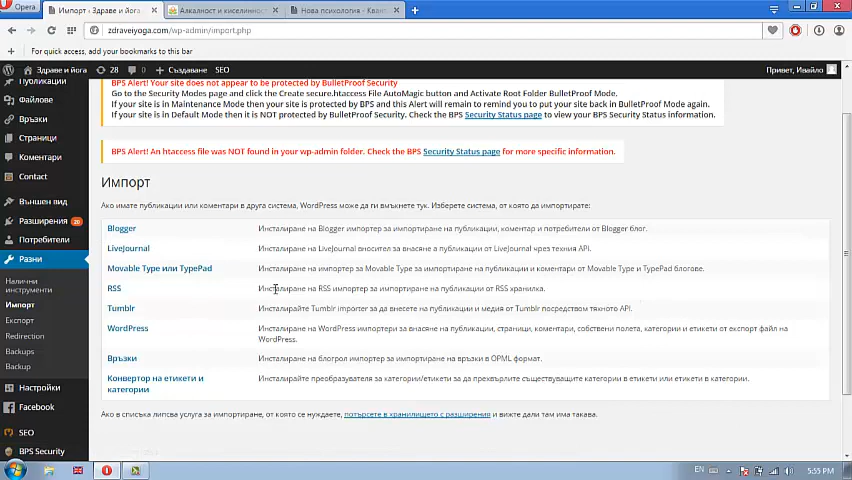 Opera
Импорт ‹ Здраве и йога
Алкалност и киселинност
Нова психология - Кван
zdraveiyoga.com/wp-admin/import.php
For quick access, add your bookmarks to this bar
Здраве и йога
28
0
+ Създаване
SEO
Привет, Ивайло
Публикации
Файлове
Връзки
Страници
Коментари
Contact
Външен вид
Разширения 20
Потребители
Разни
Налични
инструменти
Импорт
Експорт
Redirection
Backups
Backup
Настройки
Facebook
SEO
BPS Security
BPS Alert! Your site does not appear to be protected by BulletProof Security
Go to the Security Modes page and click the Create secure.htaccess File AutoMagic button and Activate Root Folder BulletProof Mode.
If your site is in Maintenance Mode then your site is protected by BPS and this Alert will remain to remind you to put your site back in BulletProof Mode again.
If your site is in Default Mode then it is NOT protected by BulletProof Security. Check the BPS Security Status page to view your BPS Security Status information.
BPS Alert! An htaccess file was NOT found in your wp-admin folder. Check the BPS Security Status page for more specific information.
Импорт
Ако имате публикации или коментари в друга система, WordPress може да ги вмъкнете тук. Изберете система, от която да импортирате:
Blogger Инсталиране на Blogger импортер за импортиране на публикации, коментар и потребители от Blogger блог.
LiveJournal Инсталиране на LiveJournal вносител за внасяне а публикации от LiveJournal чрез техния API.
Movable Type или TypePad Инсталиране на импортер за Movable Type за импортиране на публикации и коментари от Movable Type и TypePad блогове.
RSS Инсталиране на RSS импортер за импортиране на публикации от RSS хранилка.
Tumblr Инсталирайте Tumblr importer за да внесете на публикации и медия от Tumblr посредством тяхното API.
WordPress Инсталиране на WordPress импортери за внасяне на публикации, страници, коментари, собствени полета, категории и етикети от експорт файл на
WordPress.
Връзки Инсталиране на блогрол импортер за импортиране на връзки в OPML формат.
Конвертор на етикети и Инсталирайте преобразувателя за категории/етикети за да прехвърлите съществуващите категории в етикети или етикети в категории.
категории
Ако в списъка липсва услуга за импортиране, от която се нуждаете, потърсете в хранилището с разширения и вижте дали там има такава.
EN
5:55 PM